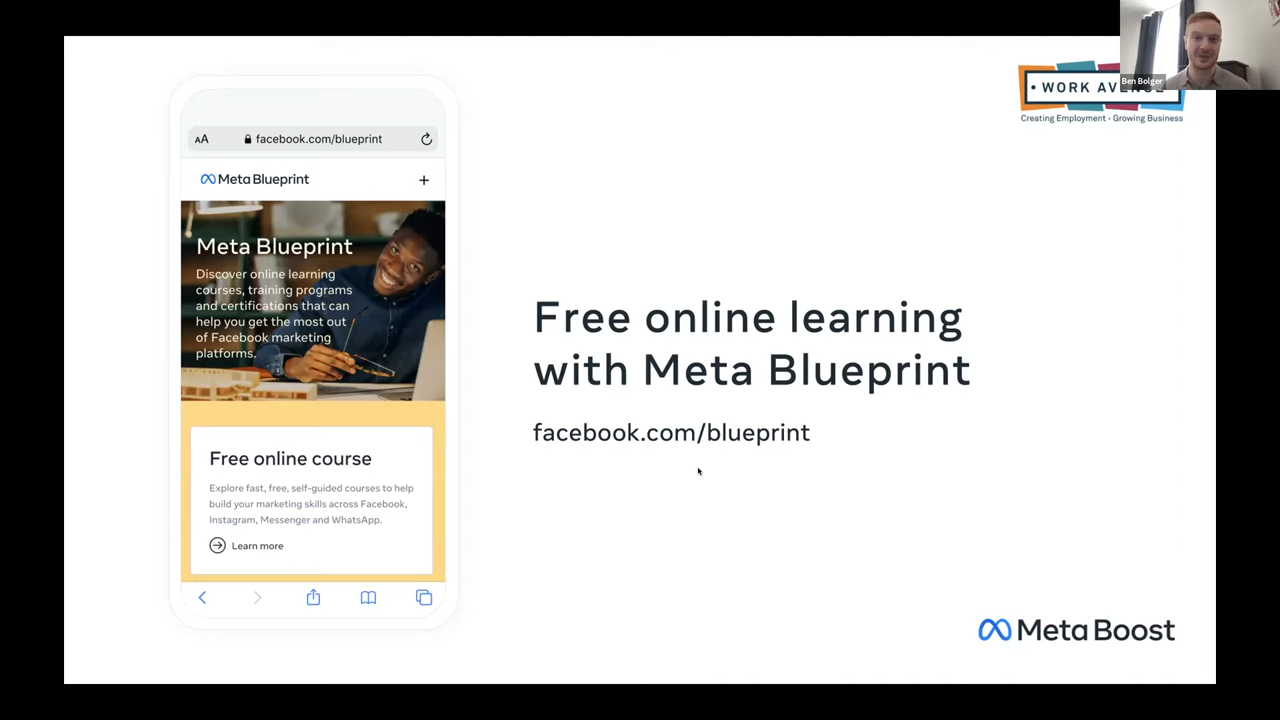 Ben Bolger
• WORK AVENUE
Creating Employment • Growing Business
AA
facebook.com/blueprint
Meta Blueprint
+
Meta Blueprint
Discover online learning
courses, training programs
and certifications that can
help you get the most out
of Facebook marketing
platforms.
Free online course
Explore fast, free, self-guided courses to help
build your marketing skills across Facebook,
Instagram, Messenger and WhatsApp.
Learn more
Free online learning
with Meta Blueprint
facebook.com/blueprint
Meta Boost